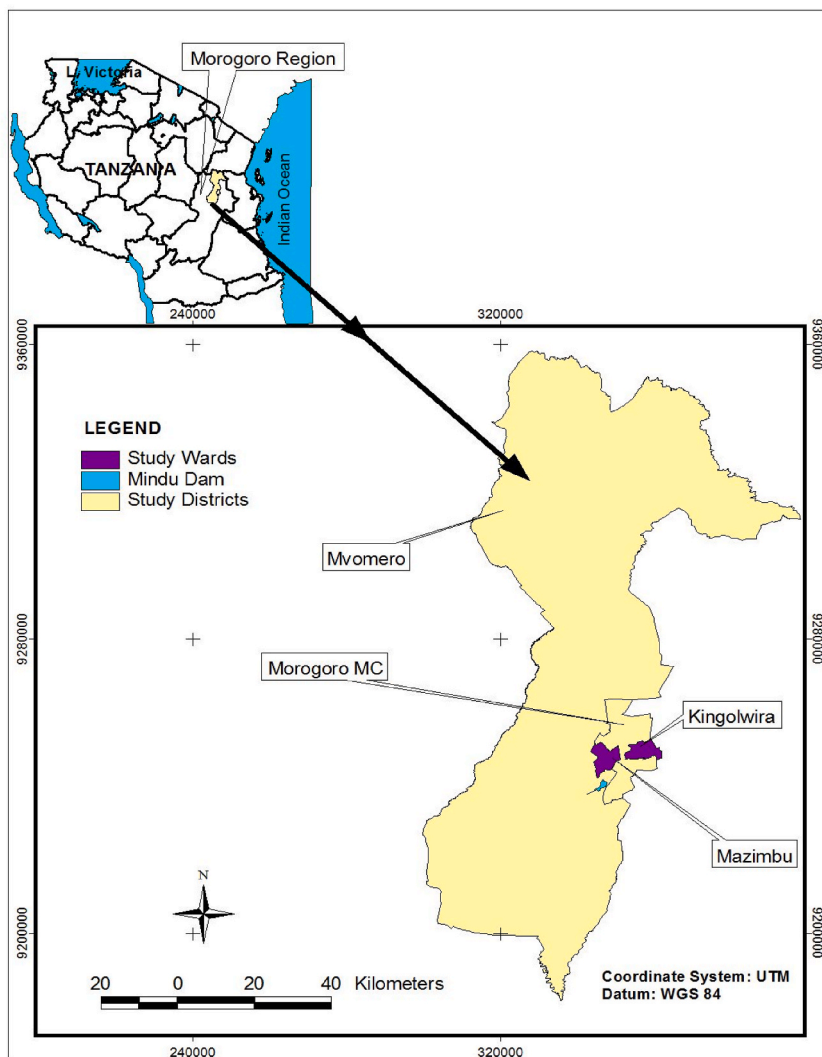 Morogoro Region
L. Victoria
TANZANIA
Indian Ocean
240000
320000
9360000
9360000
LEGEND
Study Wards
Mindu Dam
Study Districts
Mvomero
9280000
9280000
Morogoro MC
Kingolwira
Mazimbu
N
9200000
9200000
20 0 20 40 Kilometers
Coordinate System: UTM
Datum: WGS 84
240000
320000